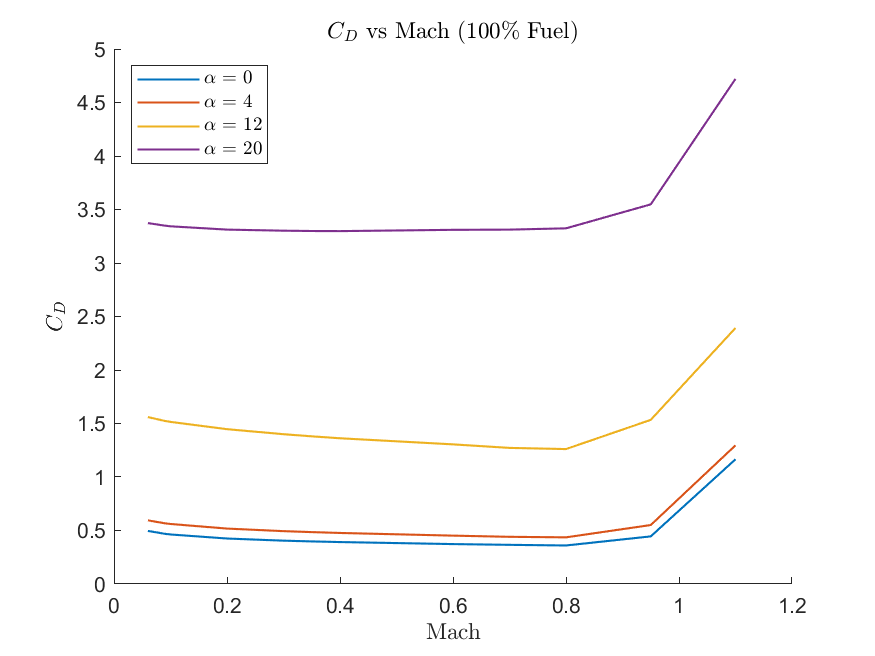 C_D vs Mach (100% Fuel)
α = 0
α = 4
α = 12
α = 20
5
4.5
4
3.5
3
2.5
2
1.5
1
0.5
0
C_D
0 0.2 0.4 0.6 0.8 1 1.2
Mach